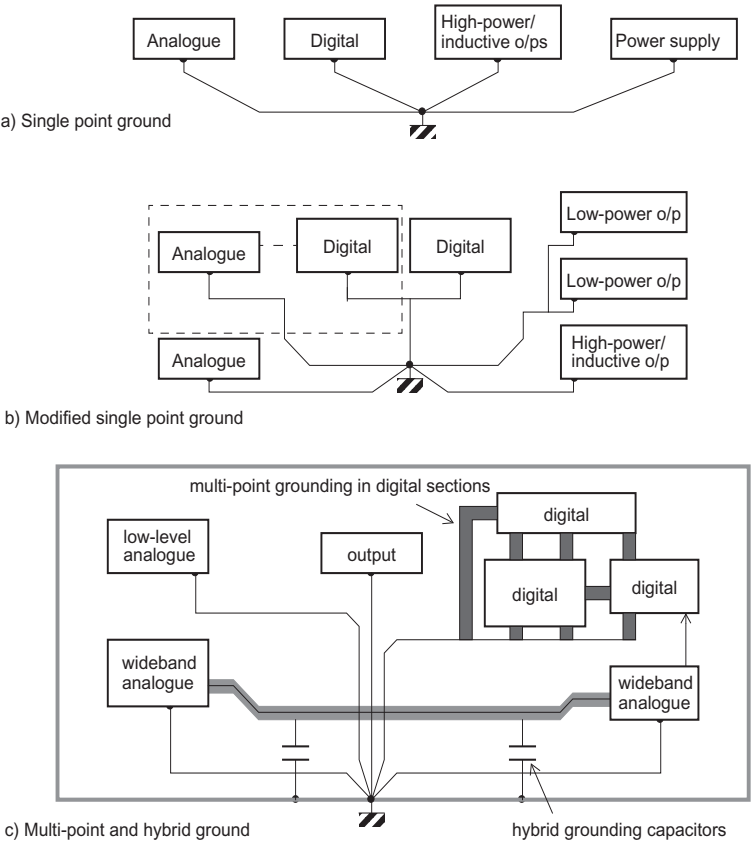 Analogue
Digital
High-power/
inductive o/ps
Power supply
a) Single point ground
Low-power o/p
Analogue
Digital
Digital
Low-power o/p
Analogue
High-power/
inductive o/p
b) Modified single point ground
multi-point grounding in digital sections
low-level
analogue
output
digital
digital
digital
wideband
analogue
wideband
analogue
c) Multi-point and hybrid ground
hybrid grounding capacitors